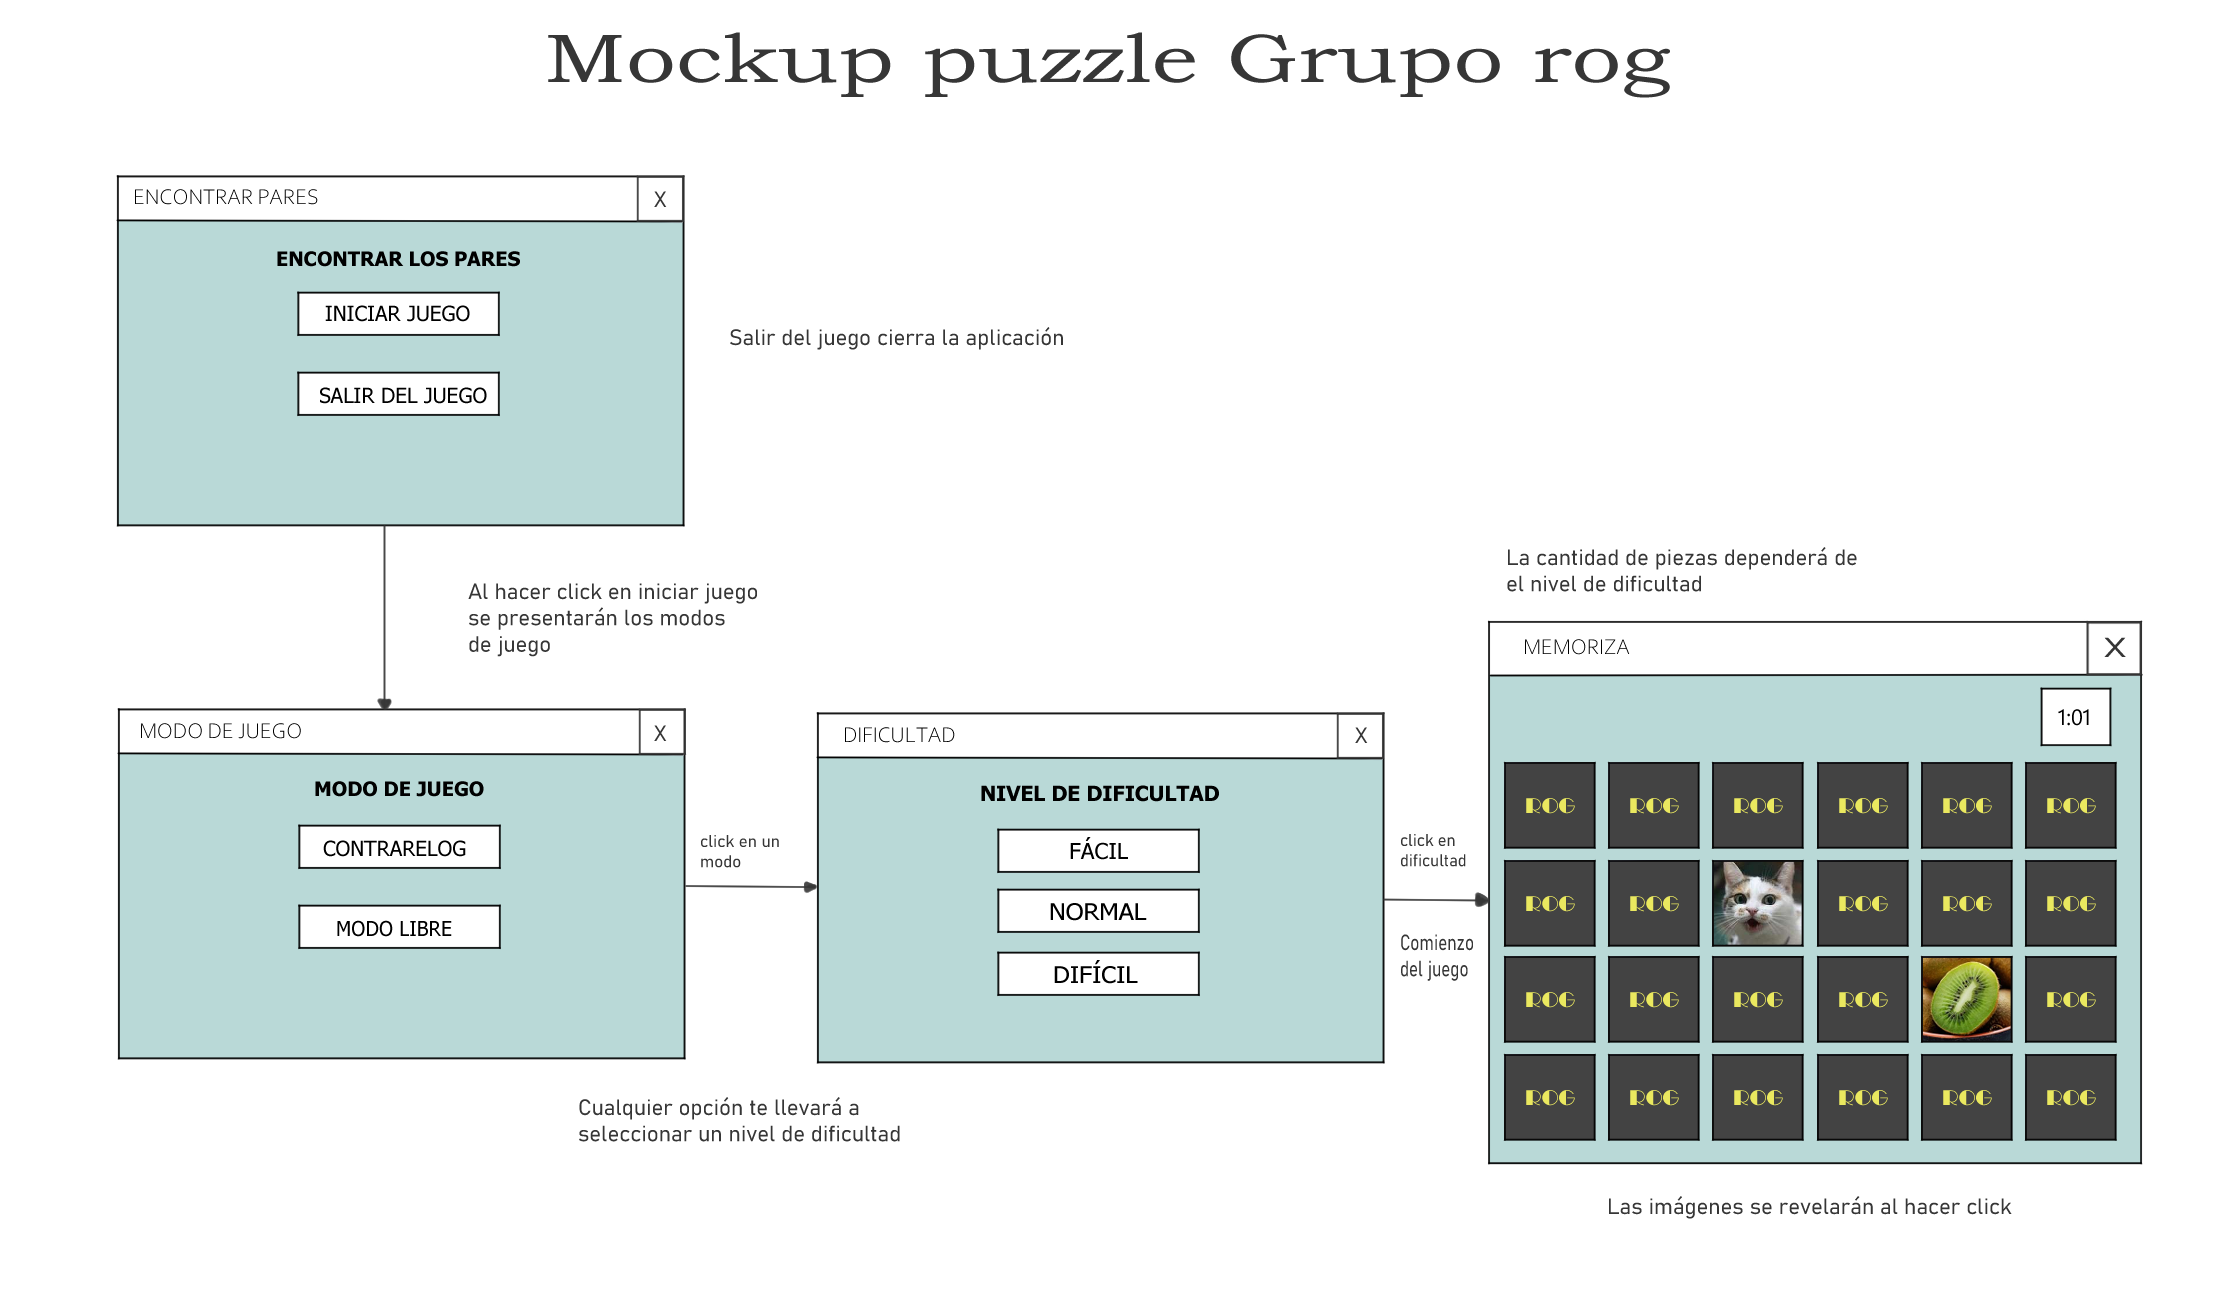 Mockup puzzle Grupo rog
ENCONTRAR PARES
X
ENCONTRAR LOS PARES
INICIAR JUEGO
SALIR DEL JUEGO
Salir del juego cierra la aplicación
Al hacer click en iniciar juego
se presentarán los modos
de juego
MODO DE JUEGO
X
MODO DE JUEGO
CONTRARELOG
MODO LIBRE
click en un
modo
Cualquier opción te llevará a
seleccionar un nivel de dificultad
DIFICULTAD
X
NIVEL DE DIFICULTAD
FÁCIL
NORMAL
DIFÍCIL
click en
dificultad
Comienzo
del juego
La cantidad de piezas dependerá de
el nivel de dificultad
MEMORIZA
X
1:01
ROG ROG ROG ROG ROG ROG
ROG ROG ROG ROG ROG
ROG ROG ROG ROG ROG
ROG ROG ROG ROG ROG ROG
Las imágenes se revelarán al hacer click